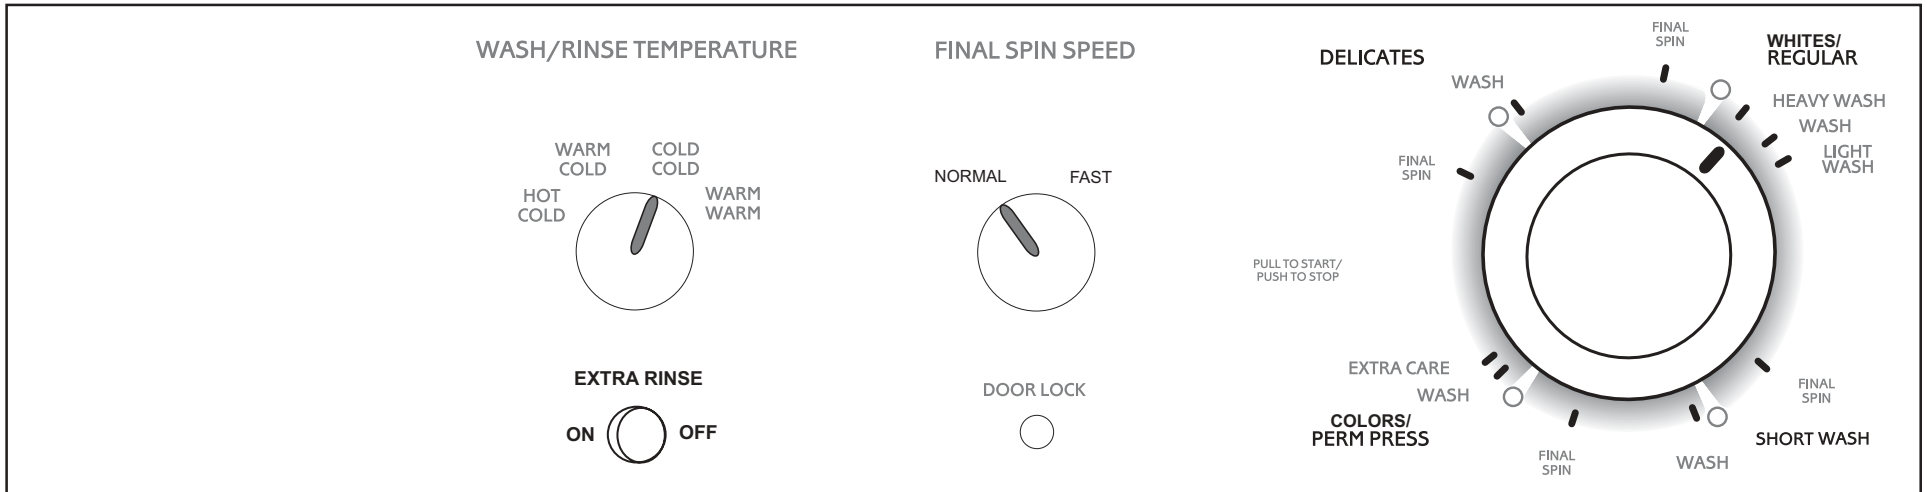 WASH/RINSE TEMPERATURE
WARM
COLD
COLD
COLD
HOT
COLD
WARM
WARM
EXTRA RINSE
ON
OFF
FINAL SPIN SPEED
NORMAL
FAST
DOOR LOCK
DELICATES
WASH
FINAL
SPIN
PULL TO START/
PUSH TO STOP
EXTRA CARE
WASH
COLORS/
PERM PRESS
FINAL
SPIN
WHITES/
REGULAR
HEAVY WASH
WASH
LIGHT
WASH
FINAL
SPIN
SHORT WASH
WASH
FINAL
SPIN